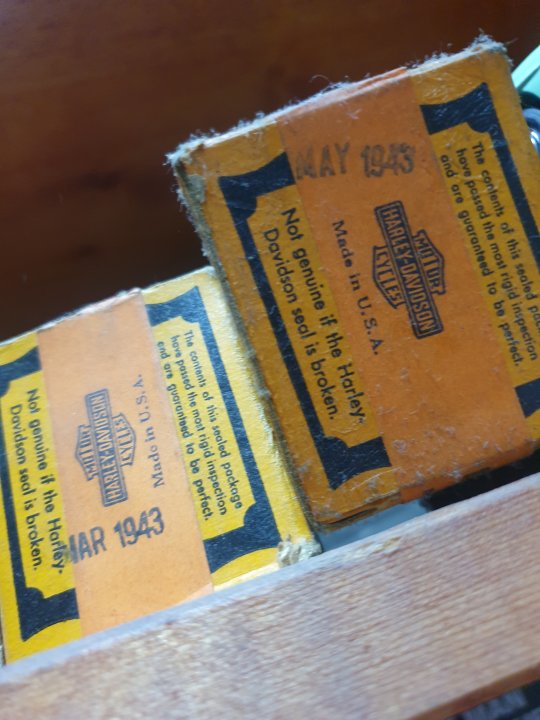 MAY 1943
The contents of this sealed
have passed the most rigid inspection
and are guaranteed to be perfect.
MOTOR
HARLEY-DAVIDSON
CYCLES
Made in U.S.A.
Not genuine if the Harley-
Davidson seal is broken.
The contents of this sealed package
have passed the most rigid inspection
and are guaranteed to be perfect.
Made in U.S.A.
MOTOR
HARLEY-DAVIDSON
CYCLES
MAR 1943
Not genuine if the Harley-
Davidson seal is broken.